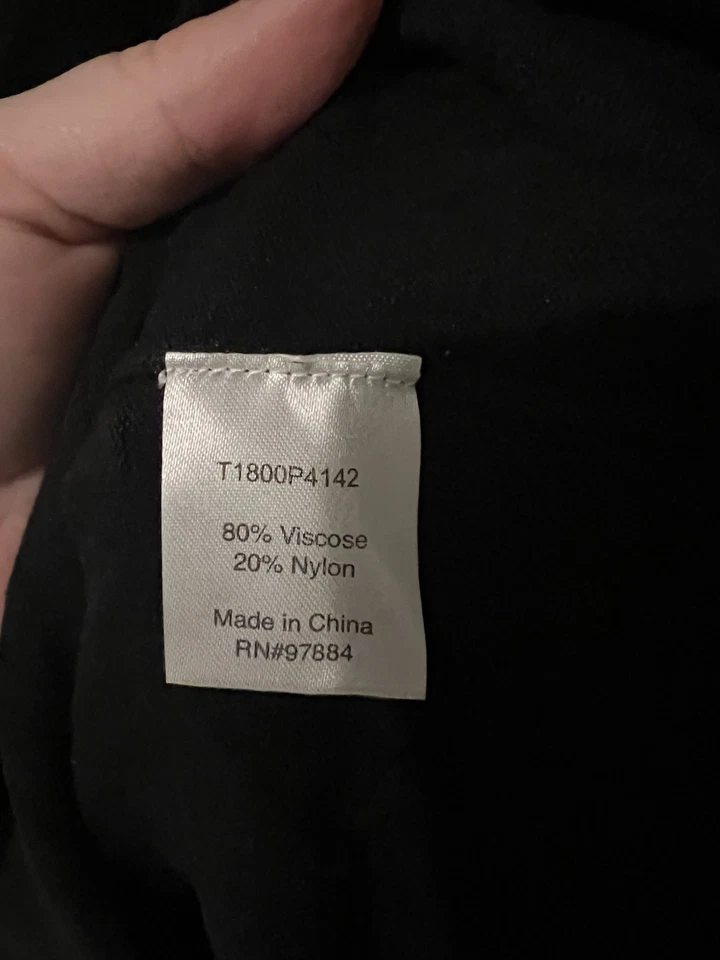 T1800P4142
80% Viscose
20% Nylon
Made in China
RN#97884